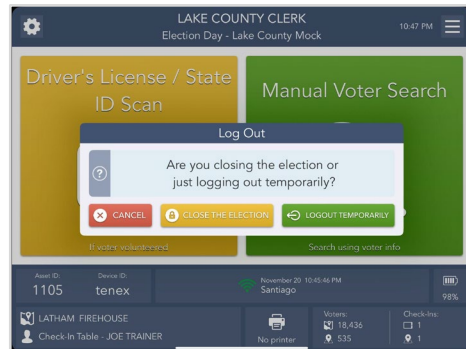 LAKE COUNTY CLERK
Election Day - Lake County Mock
10:47 PM
Driver's License / State
ID Scan
Manual Voter Search
Log Out
Are you closing the election or
just logging out temporarily?
CANCEL
CLOSE THE ELECTION
LOGOUT TEMPORARILY
If voter volunteered
Search using voter info
Asset ID:
1105
Device ID:
tenex
November 20 10:45:46 PM
Santiago
98%
LATHAM FIREHOUSE
Check-In Table - JOE TRAINER
No printer
Voters:
18,436
535
Check-Ins:
1
1